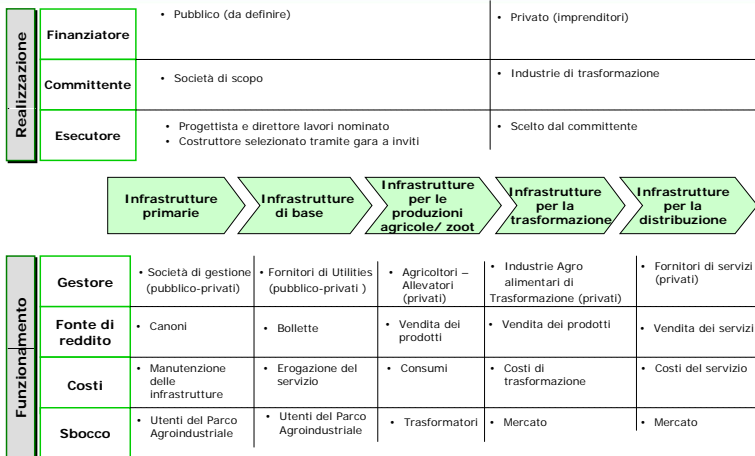 Realizzazione
Finanziatore
• Pubblico (da definire)
• Privato (imprenditori)
Committente
• Società di scopo
• Industrie di trasformazione
Esecutore
• Progettista e direttore lavori nominato
• Costruttore selezionato tramite gara a inviti
• Scelto dal committente
Infrastrutture
primarie
Infrastrutture
di base
Infrastrutture
per le
produzioni
agricole/ zoot
Infrastrutture
per la
trasformazione
Infrastrutture
per la
distribuzione
Funzionamento
Gestore
• Società di gestione
(pubblico-privati)
• Fornitori di Utilities
(pubblico-privati )
• Agricoltori –
Allevatori
(privati)
• Industrie Agro
alimentari di
Trasformazione (privati)
• Fornitori di servizi
(privati)
Fonte di
reddito
• Canoni
• Bollette
• Vendita dei
prodotti
• Vendita dei prodotti
• Vendita dei servizi
Costi
• Manutenzione
delle
infrastrutture
• Erogazione del
servizio
• Consumi
• Costi di
trasformazione
• Costi del servizio
Sbocco
• Utenti del Parco
Agroindustriale
• Utenti del Parco
Agroindustriale
• Trasformatori
• Mercato
• Mercato